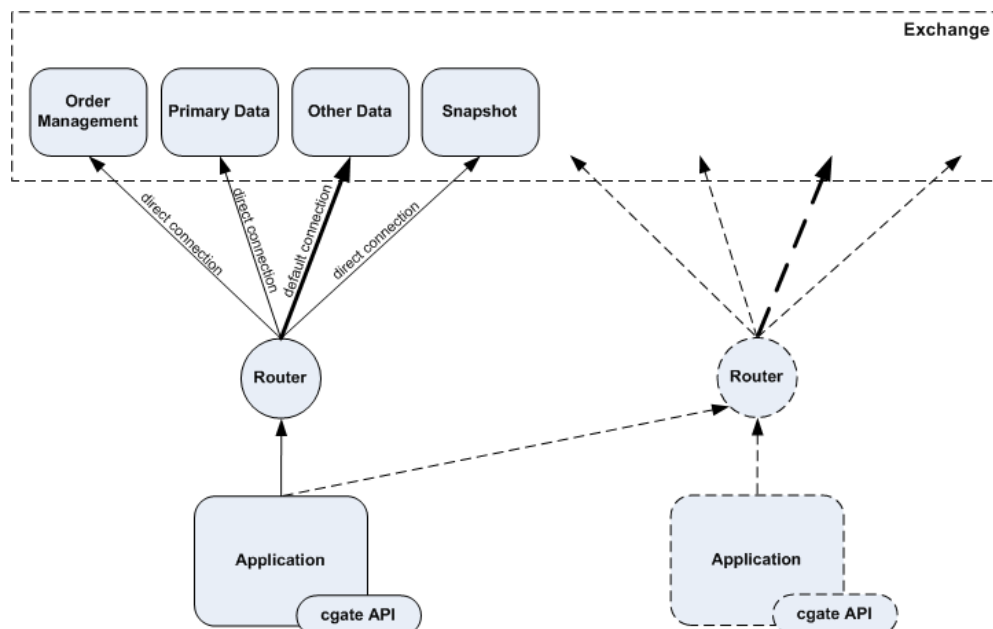 Exchange
Order
Management
Primary Data
Other Data
Snapshot
direct connection
direct connection
default connection
direct connection
Router
Router
Application
Application
cgate API
cgate API